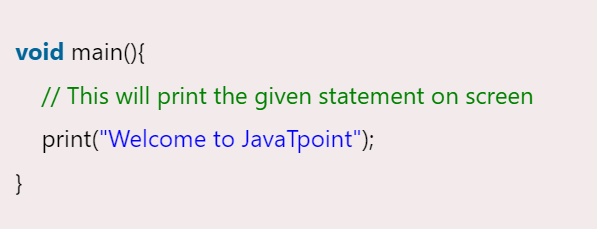 void main(){
// This will print the given statement on screen
print("Welcome to JavaTpoint");
}